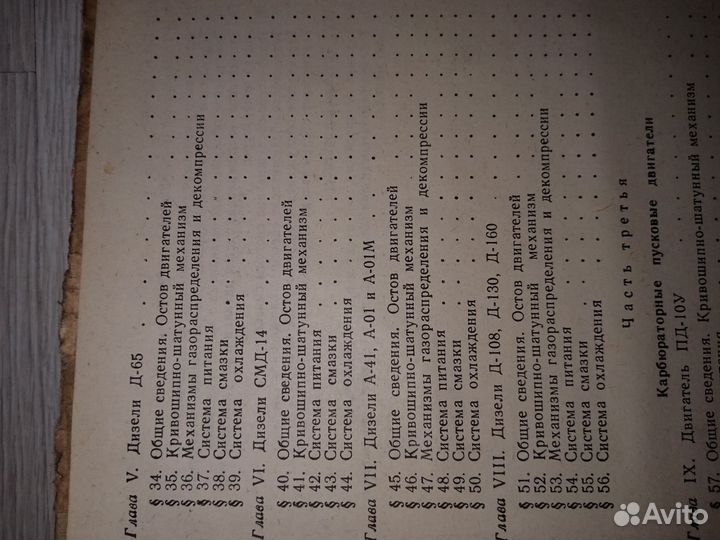 Глава V. Дизели Д-65
§ 34. Общие сведения. Остов двигателей
§ 35. Кривошипно-шатунный механизм
§ 36. Механизмы газораспределения и декомпрессии
§ 37. Система питания
§ 38. Система смазки
§ 39. Система охлаждения
Глава VI. Дизели СМД-14
§ 40. Общие сведения. Остов двигателей
§ 41. Кривошипно-шатунный механизм
§ 42. Система питания
§ 43. Система смазки
§ 44. Система охлаждения
Глава VII. Дизели А-41, А-01 и А-01М
§ 45. Общие сведения. Остов двигателей
§ 46. Кривошипно-шатунный механизм
§ 47. Механизмы газораспределения и декомпрессии
§ 48. Система питания
§ 49. Система смазки
§ 50. Система охлаждения
Глава VIII. Дизели Д-108, Д-130, Д-160
§ 51. Общие сведения. Остов двигателей
§ 52. Кривошипно-шатунный механизм
§ 53. Механизмы газораспределения и декомпрессии
§ 54. Система питания
§ 55. Система смазки
§ 56. Система охлаждения
Часть третья
Карбюраторные пусковые двигатели
Глава IX. Двигатель ПД-10У
§ 57. Общие сведения. Кривошипно-шатунный механизм
Avito